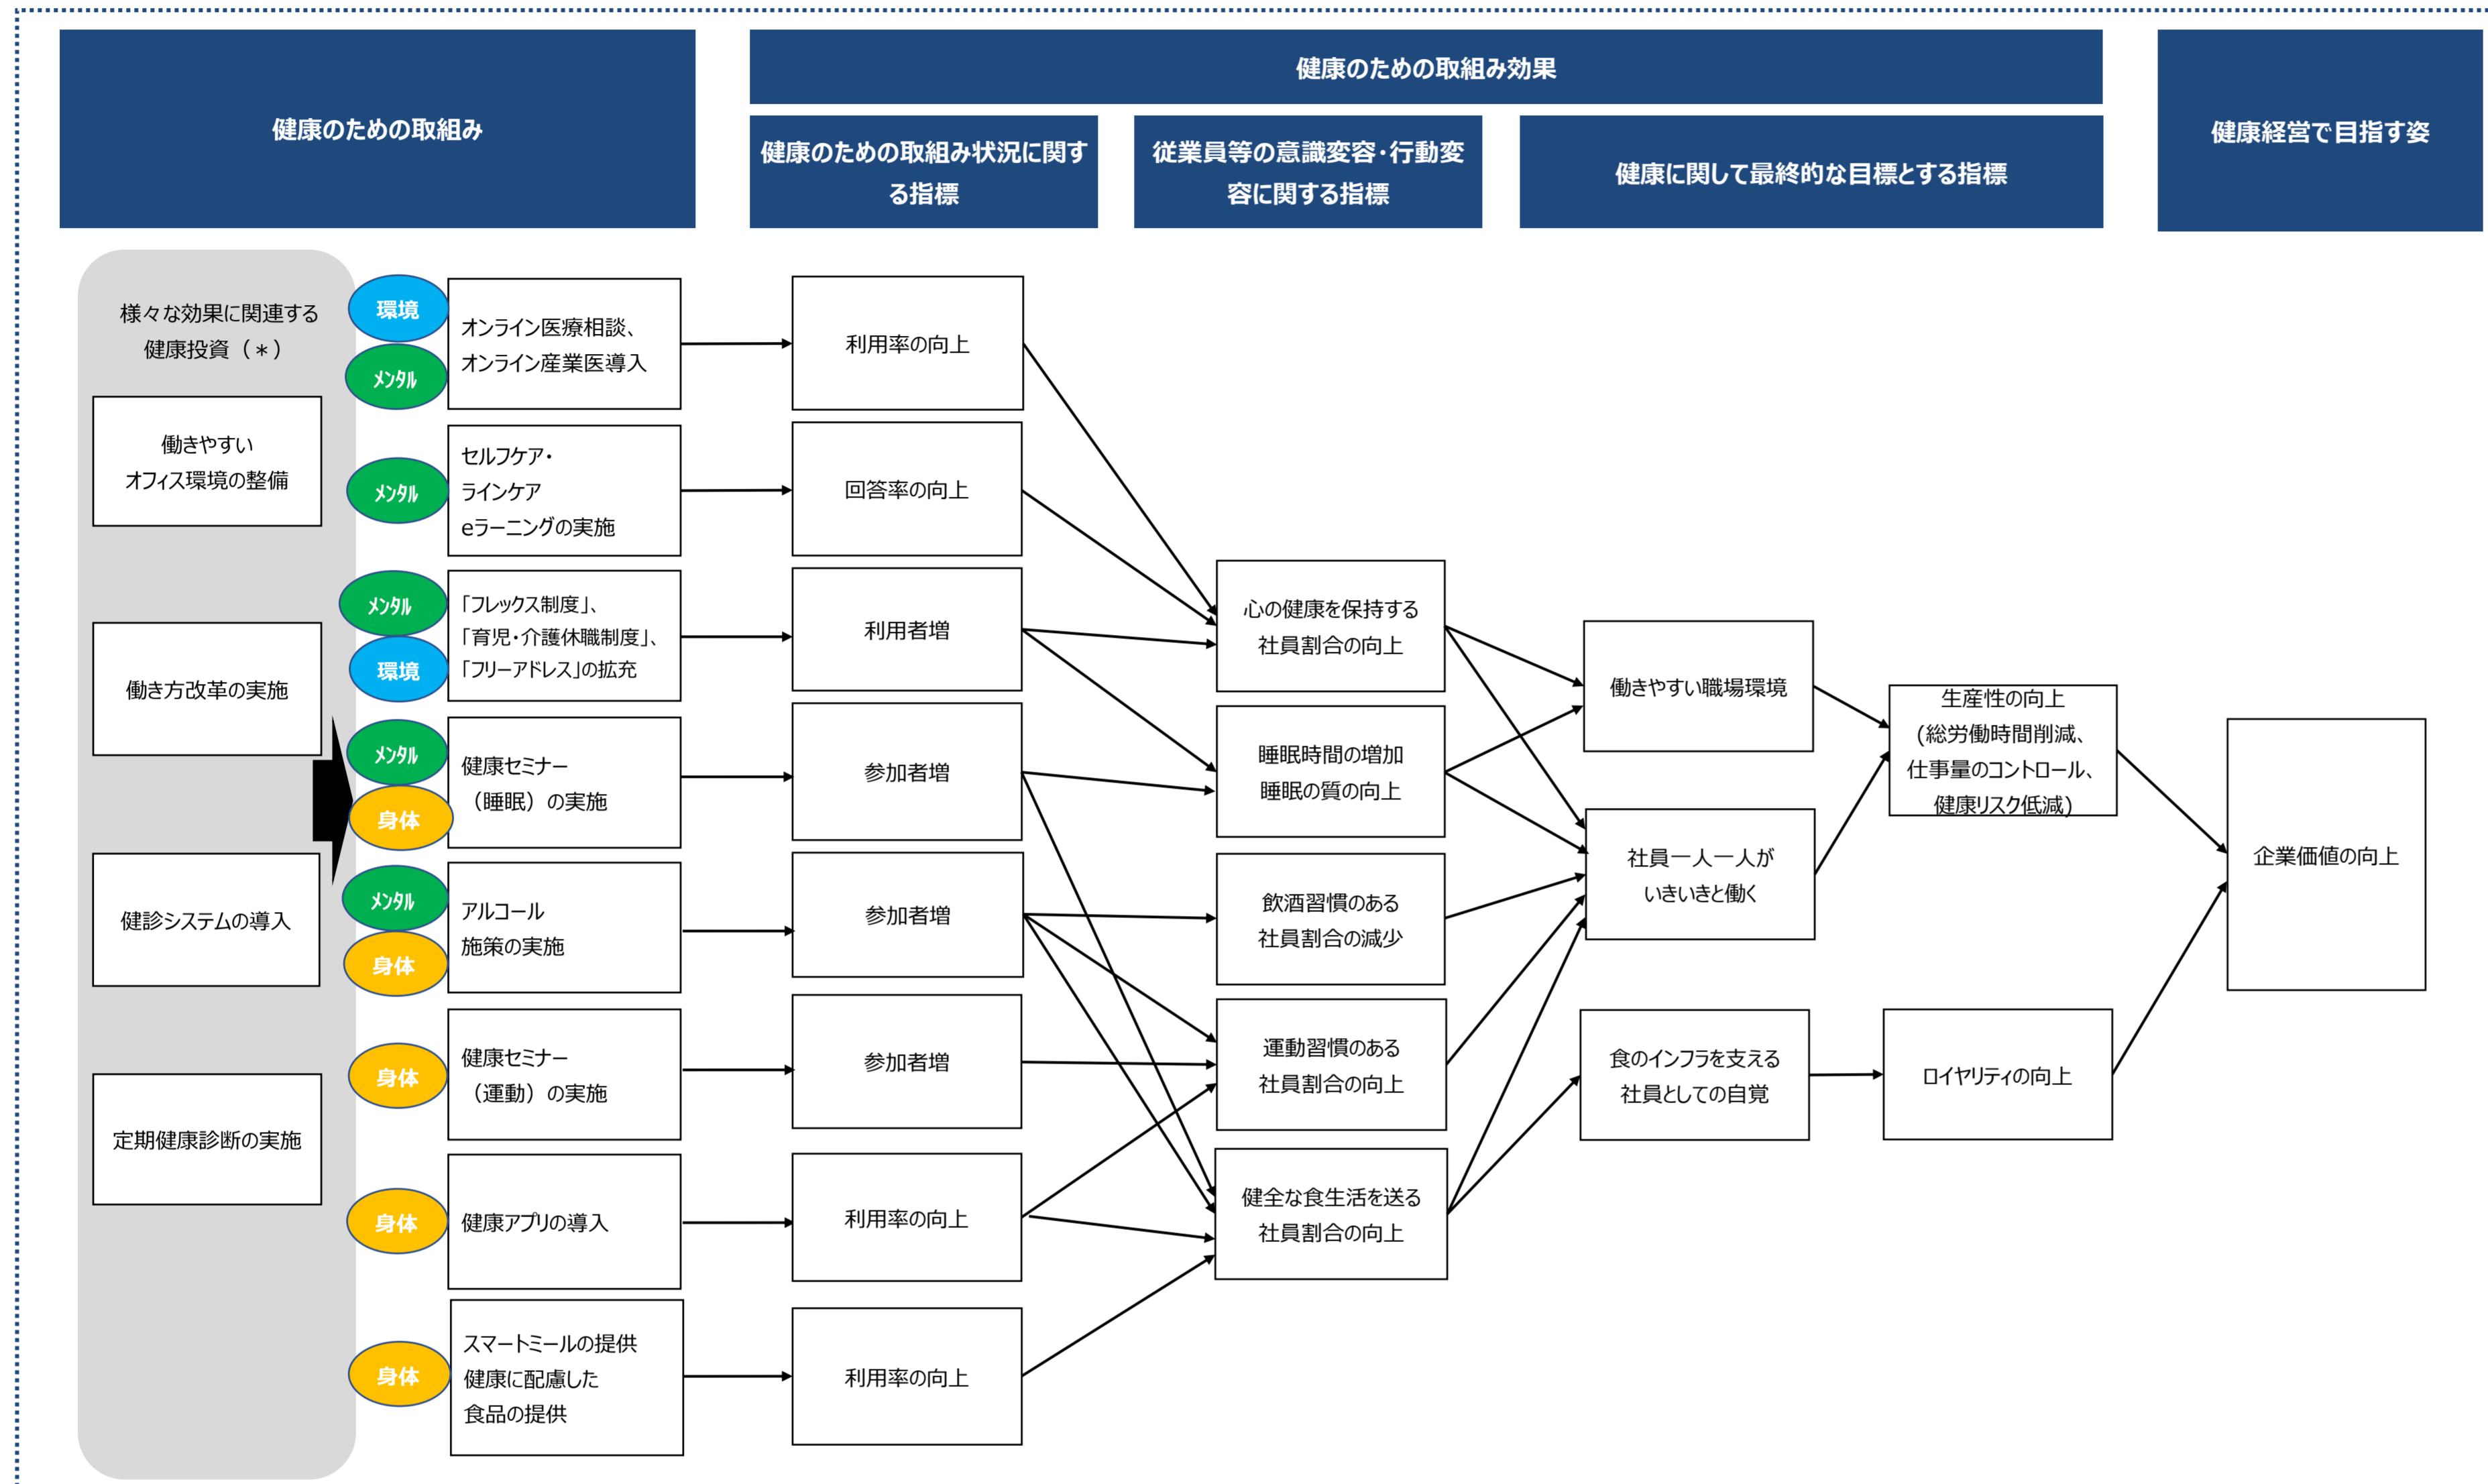 健康のための取組み
健康のための取組み効果
健康のための取組み状況に関す
る指標
従業員等の意識変容・行動変
容に関する指標
健康に関して最終的な目標とする指標
健康経営で目指す姿
様々な効果に関連する
健康投資（＊）
働きやすい
オフィス環境の整備
働き方改革の実施
健診システムの導入
定期健康診断の実施
環境
メンタル
オンライン医療相談、
オンライン産業医導入
メンタル
セルフケア・
ラインケア
eラーニングの実施
メンタル
環境
「フレックス制度」、
「育児・介護休職制度」、
「フリーアドレス」の拡充
メンタル
身体
健康セミナー
（睡眠）の実施
メンタル
身体
アルコール
施策の実施
身体
健康セミナー
（運動）の実施
身体
健康アプリの導入
身体
スマートミールの提供
健康に配慮した
食品の提供
利用率の向上
回答率の向上
利用者増
参加者増
参加者増
参加者増
利用率の向上
利用率の向上
心の健康を保持する
社員割合の向上
睡眠時間の増加
睡眠の質の向上
飲酒習慣のある
社員割合の減少
運動習慣のある
社員割合の向上
健全な食生活を送る
社員割合の向上
働きやすい職場環境
社員一人一人が
いきいきと働く
食のインフラを支える
社員としての自覚
生産性の向上
(総労働時間削減、
仕事量のコントロール、
健康リスク低減)
ロイヤリティの向上
企業価値の向上